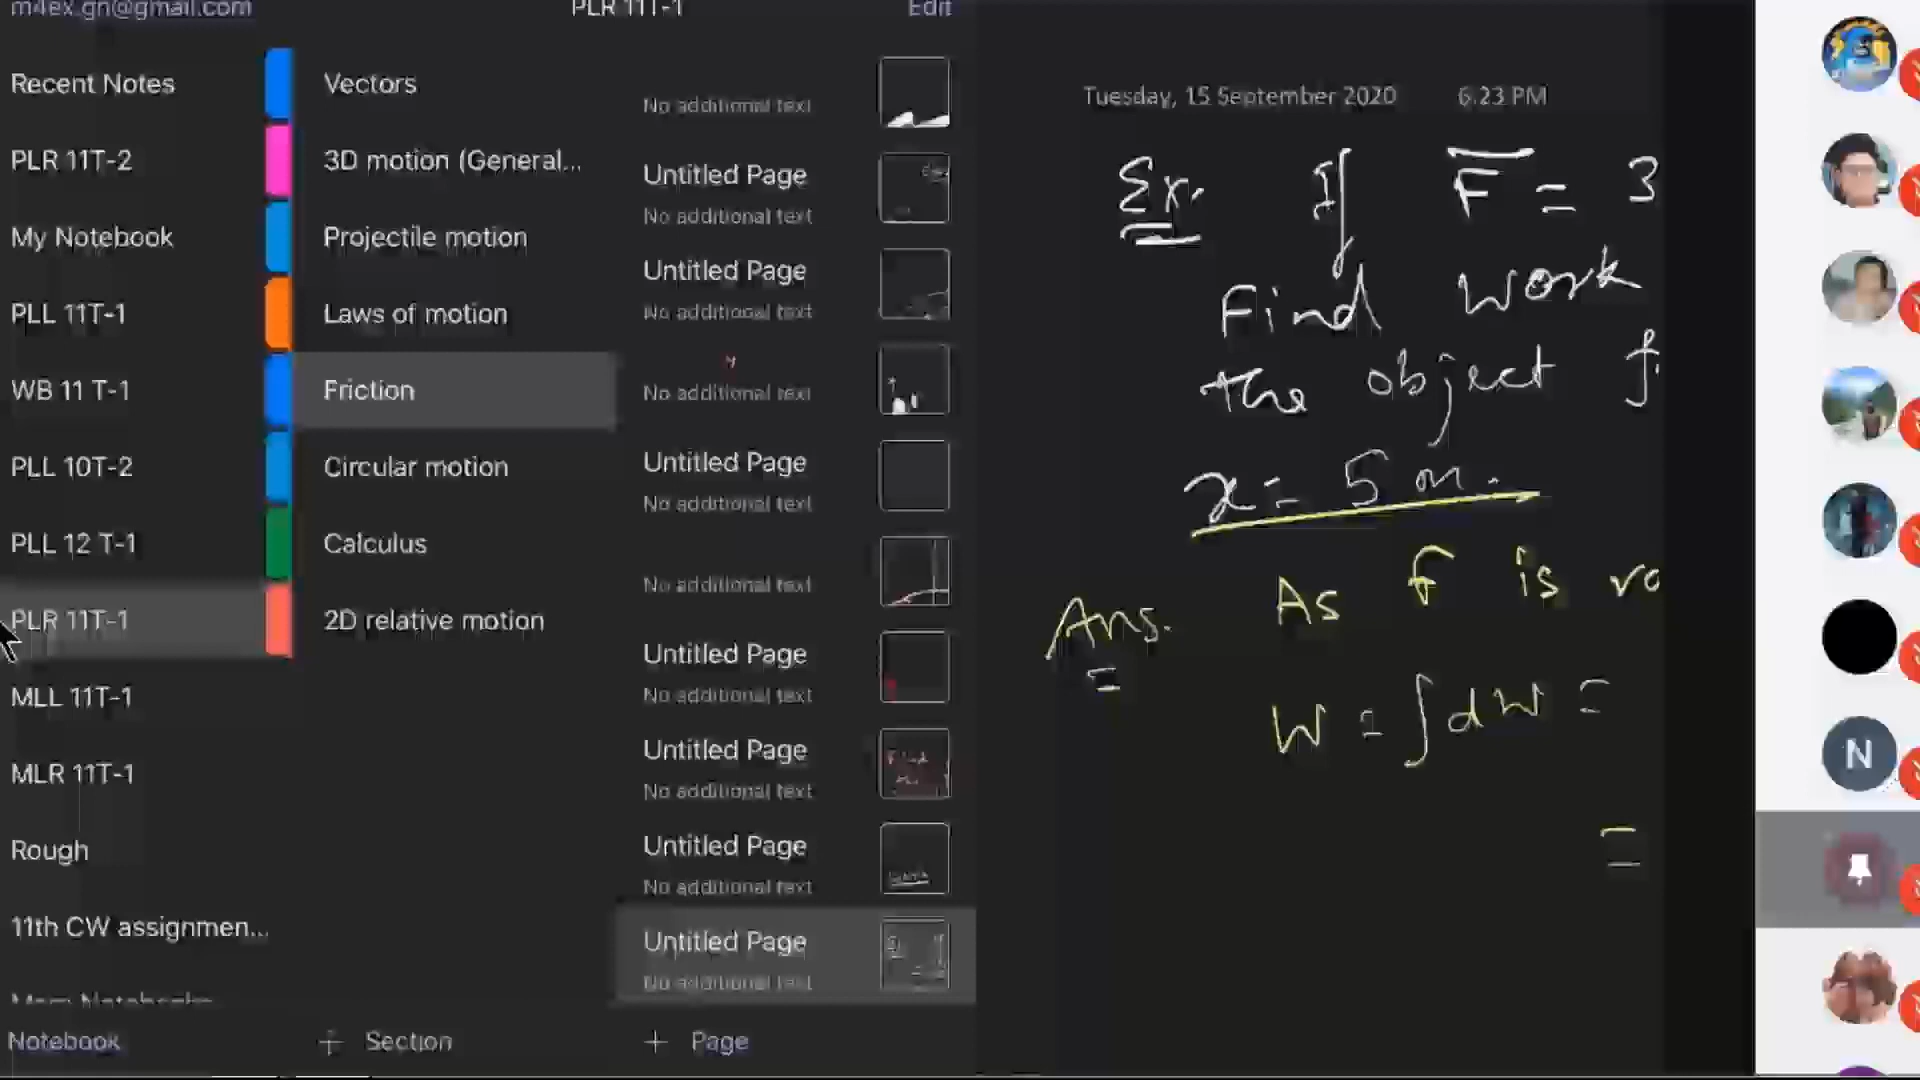 m4ex.gn@gmail.com
PLR 11T-1
Edit
Recent Notes
PLR 11T-2
My Notebook
PLL 11T-1
WB 11 T-1
PLL 10T-2
PLL 12 T-1
PLR 11T-1
MLL 11T-1
MLR 11T-1
Rough
11th CW assignmen...
More Notebooks
Notebook
Vectors
3D motion (General...
Projectile motion
Laws of motion
Friction
Circular motion
Calculus
2D relative motion
+ Section
No additional text
Untitled Page
No additional text
Untitled Page
No additional text
No additional text
Untitled Page
No additional text
No additional text
Untitled Page
No additional text
Untitled Page
No additional text
Untitled Page
No additional text
Untitled Page
No additional text
+ Page
Tuesday, 15 September 2020 6:23 PM
Ex. If F̅ = 3
Find work
the object f
x = 5 m.
Ans. As F is va
W = ∫dW =
=
N